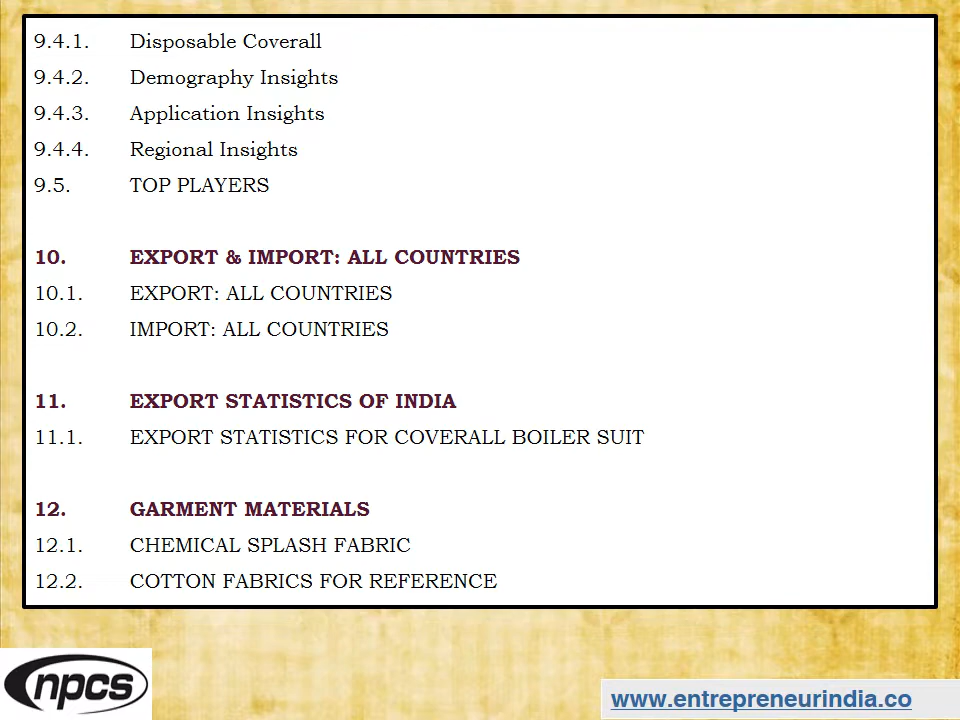 9.4.1. Disposable Coverall
9.4.2. Demography Insights
9.4.3. Application Insights
9.4.4. Regional Insights
9.5. TOP PLAYERS
10. EXPORT & IMPORT: ALL COUNTRIES
10.1. EXPORT: ALL COUNTRIES
10.2. IMPORT: ALL COUNTRIES
11. EXPORT STATISTICS OF INDIA
11.1. EXPORT STATISTICS FOR COVERALL BOILER SUIT
12. GARMENT MATERIALS
12.1. CHEMICAL SPLASH FABRIC
12.2. COTTON FABRICS FOR REFERENCE
npcs
www.entrepreneurindia.co